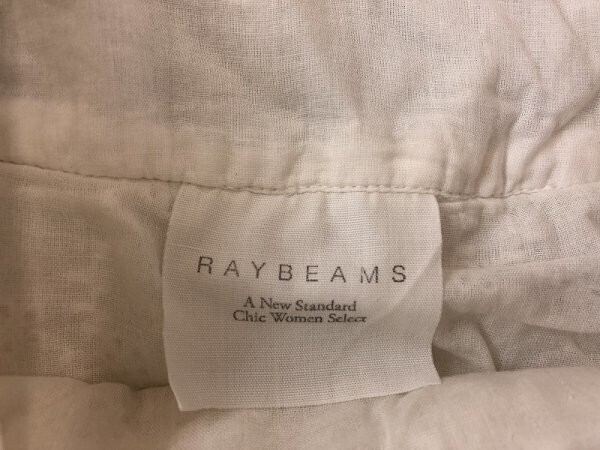 RAYBEAMS
A New Standard
Chic Women Select